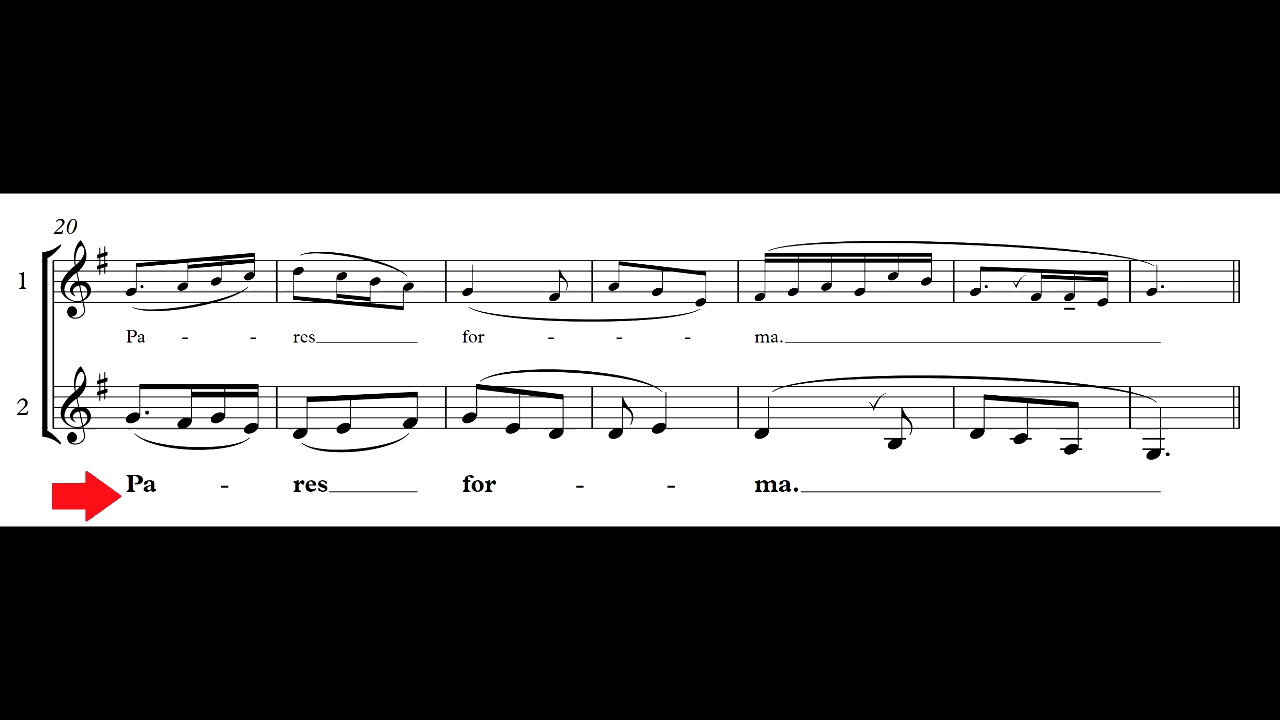 20
1
Pa - - res for - - - ma.
2
Pa - res for - - ma.